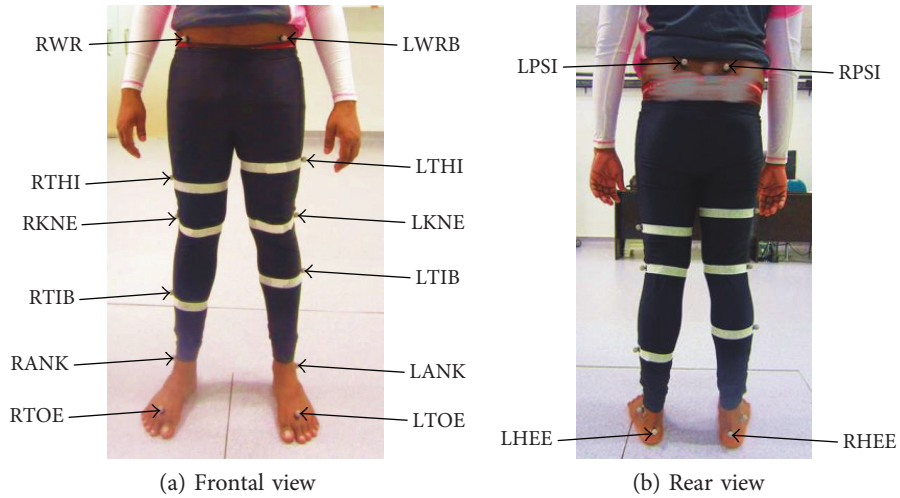 RWR
LWRB
RTHI
LTHI
RKNE
LKNE
RTIB
LTIB
RANK
LANK
RTOE
LTOE
(a) Frontal view
LPSI
RPSI
LHEE
RHEE
(b) Rear view